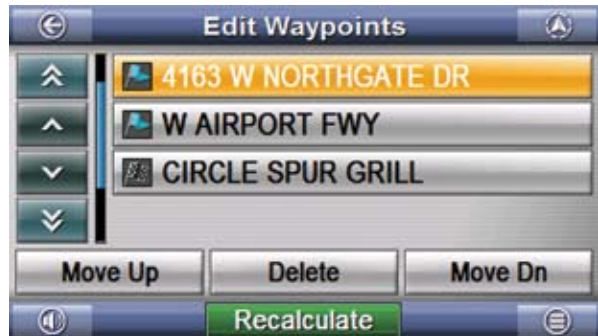 Edit Waypoints
4163 W NORTHGATE DR
W AIRPORT FWY
CIRCLE SPUR GRILL
Move Up Delete Move Dn
Recalculate